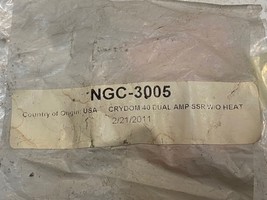 NGC-3005
Country of Origin: USA CRYDOM 40 DUAL AMP SSR W/O HEAT
2/21/2011